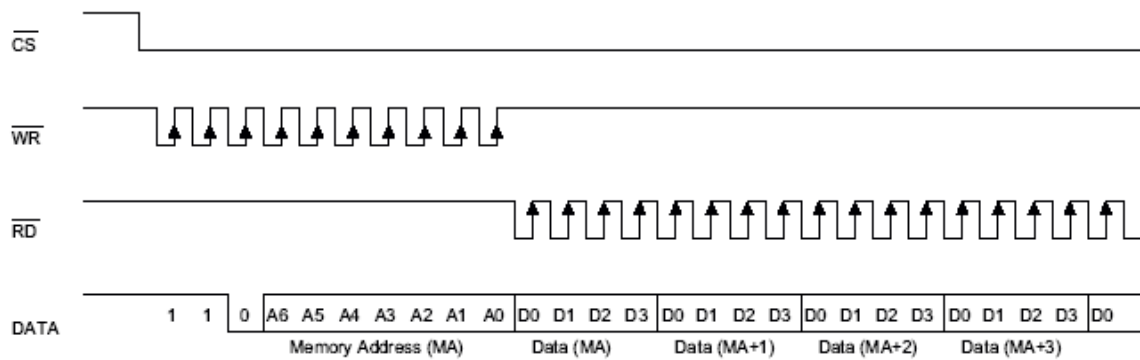 CS
WR
RD
DATA 1 1 0 A6 A5 A4 A3 A2 A1 A0 D0 D1 D2 D3 D0 D1 D2 D3 D0 D1 D2 D3 D0 D1 D2 D3 D0
Memory Address (MA) Data (MA) Data (MA+1) Data (MA+2) Data (MA+3)